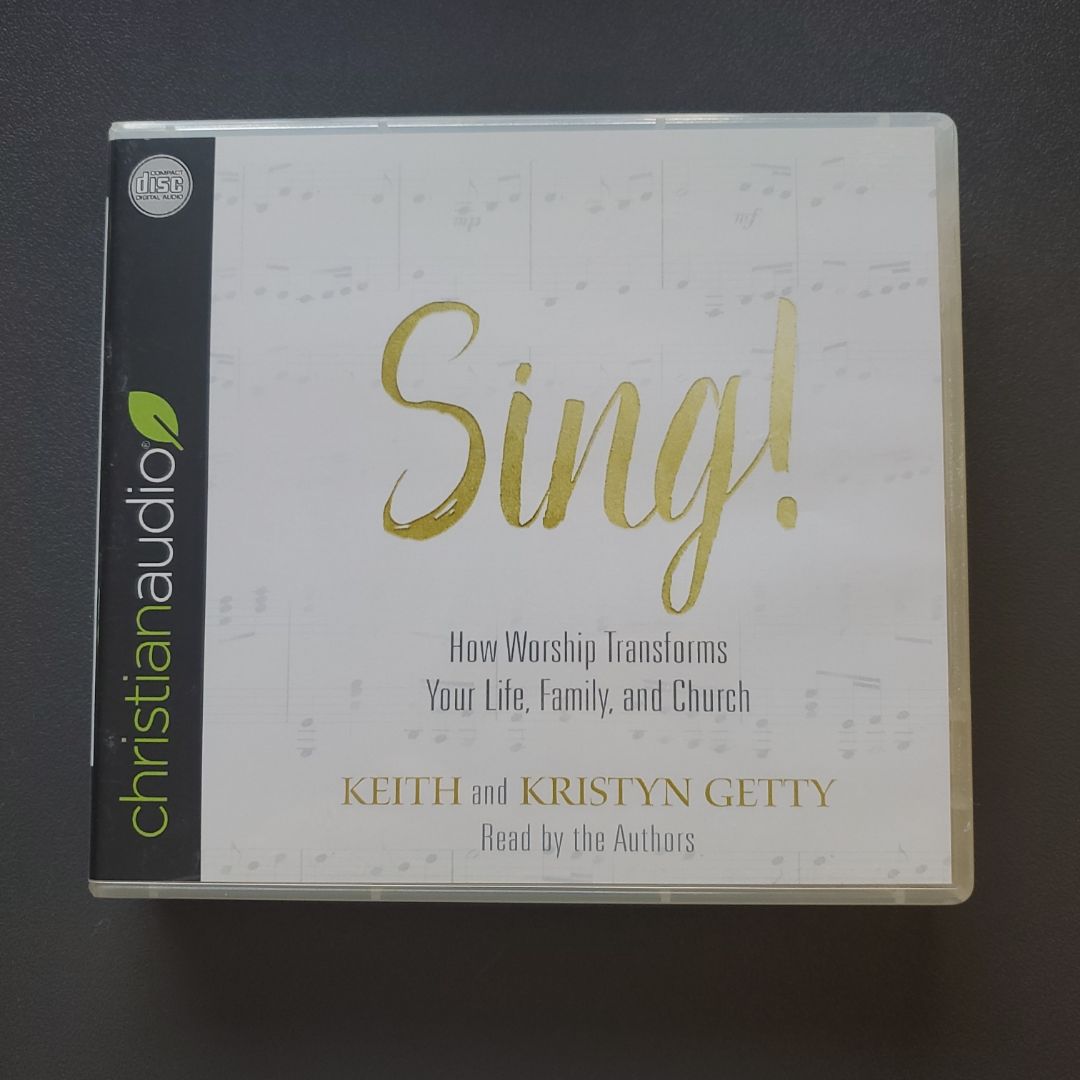 COMPACT
disc
DIGITAL AUDIO
christianaudio®
Sing!
How Worship Transforms
Your Life, Family, and Church
KEITH and KRISTYN GETTY
Read by the Authors